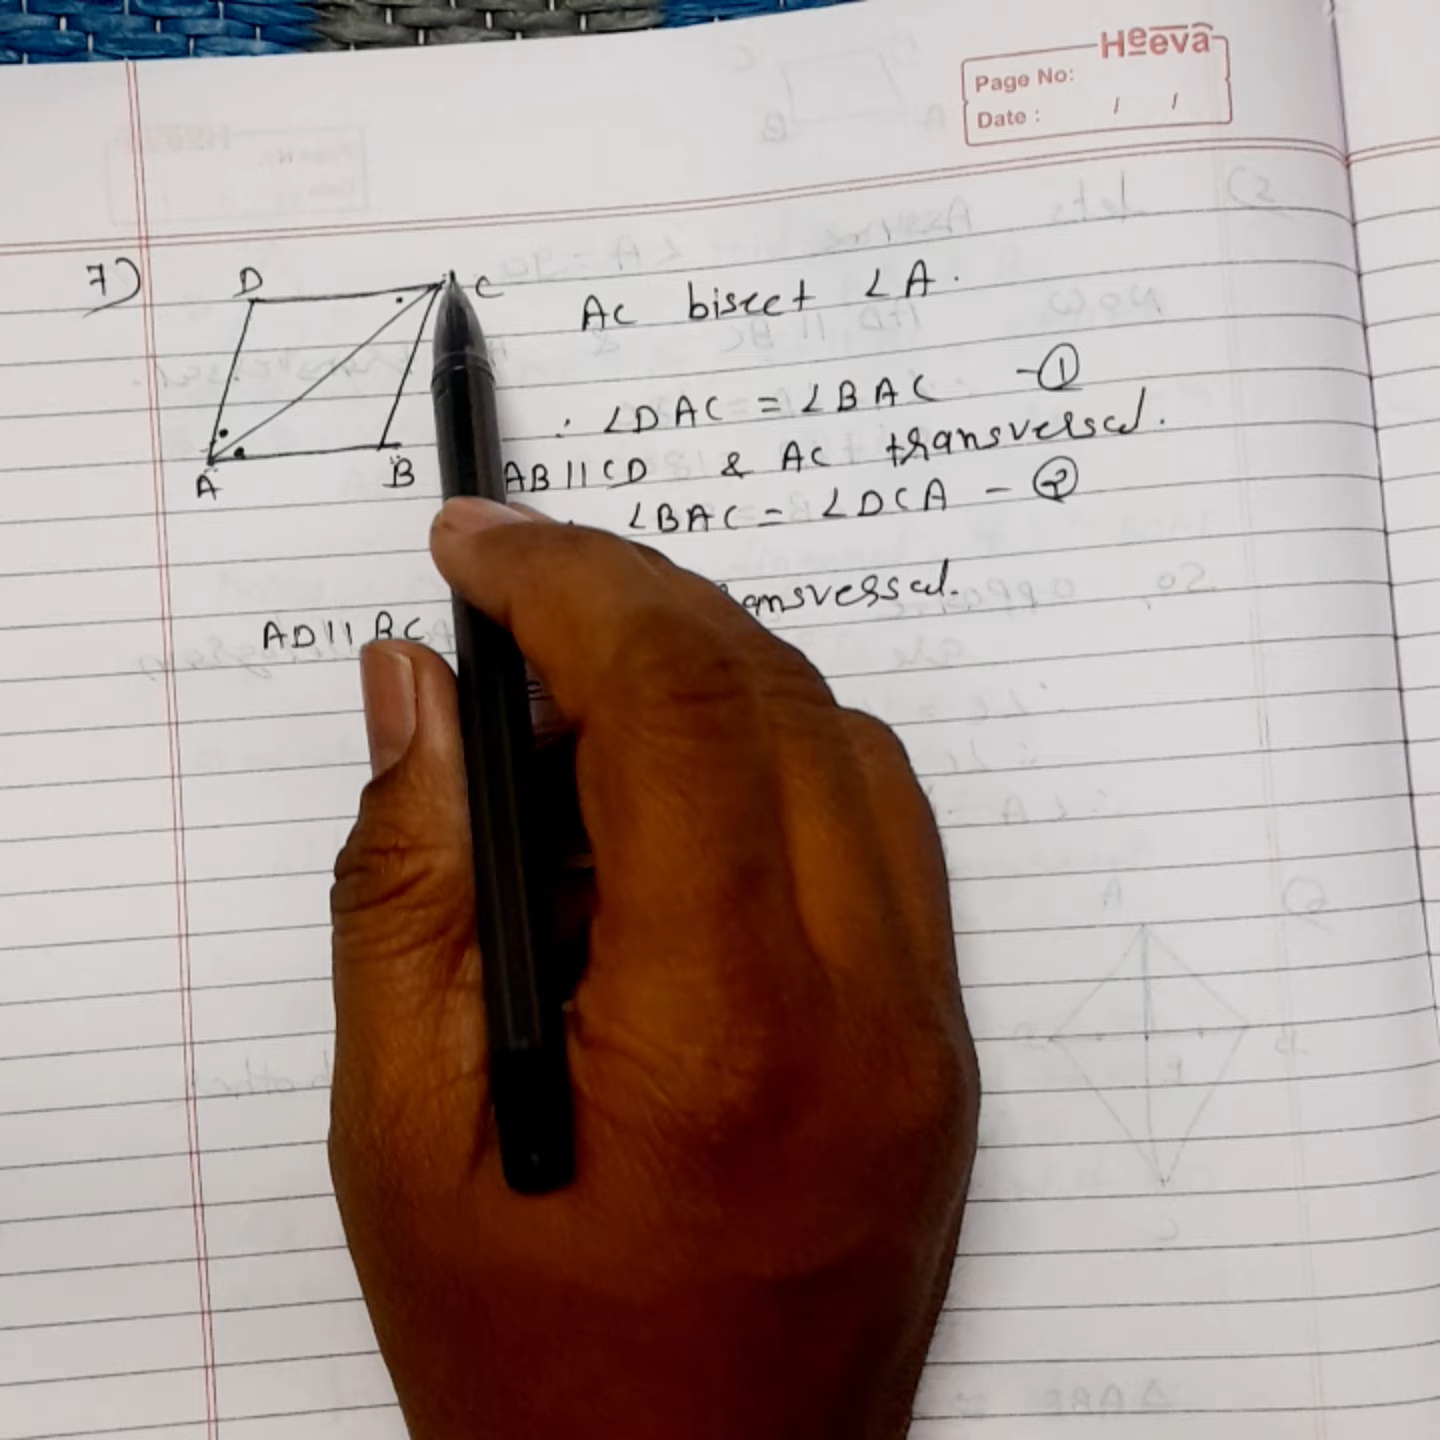 Heeva
Page No:
Date : / /
7)
D C
A B
AC bisect ∠A.
∴ ∠DAC = ∠BAC -①
AB||CD & AC transversal.
∠BAC = ∠DCA - ②
AD||BC